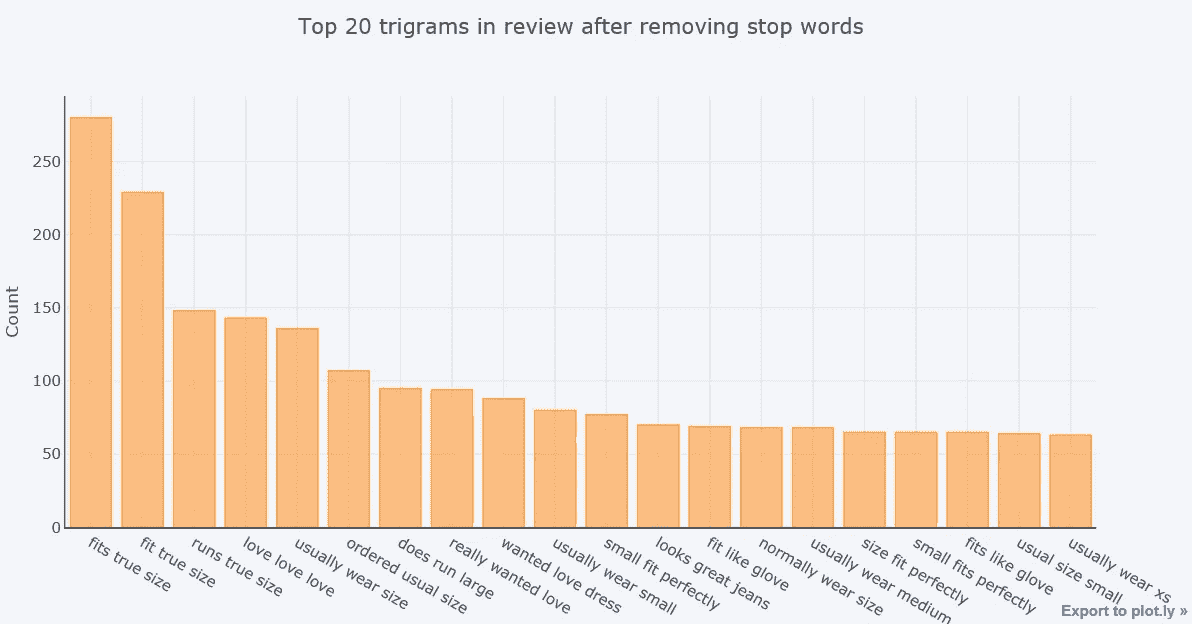 Top 20 trigrams in review after removing stop words
Count
250
200
150
100
50
0
fits true size
fit true size
runs true size
love love love
usually wear size
ordered usual size
does run large
really wanted love
wanted love dress
usually wear small
small fit perfectly
looks great jeans
fit like glove
normally wear size
usually wear medium
size fit perfectly
small fits perfectly
fits like glove
usual size small
usually wear xs
Export to plot.ly »